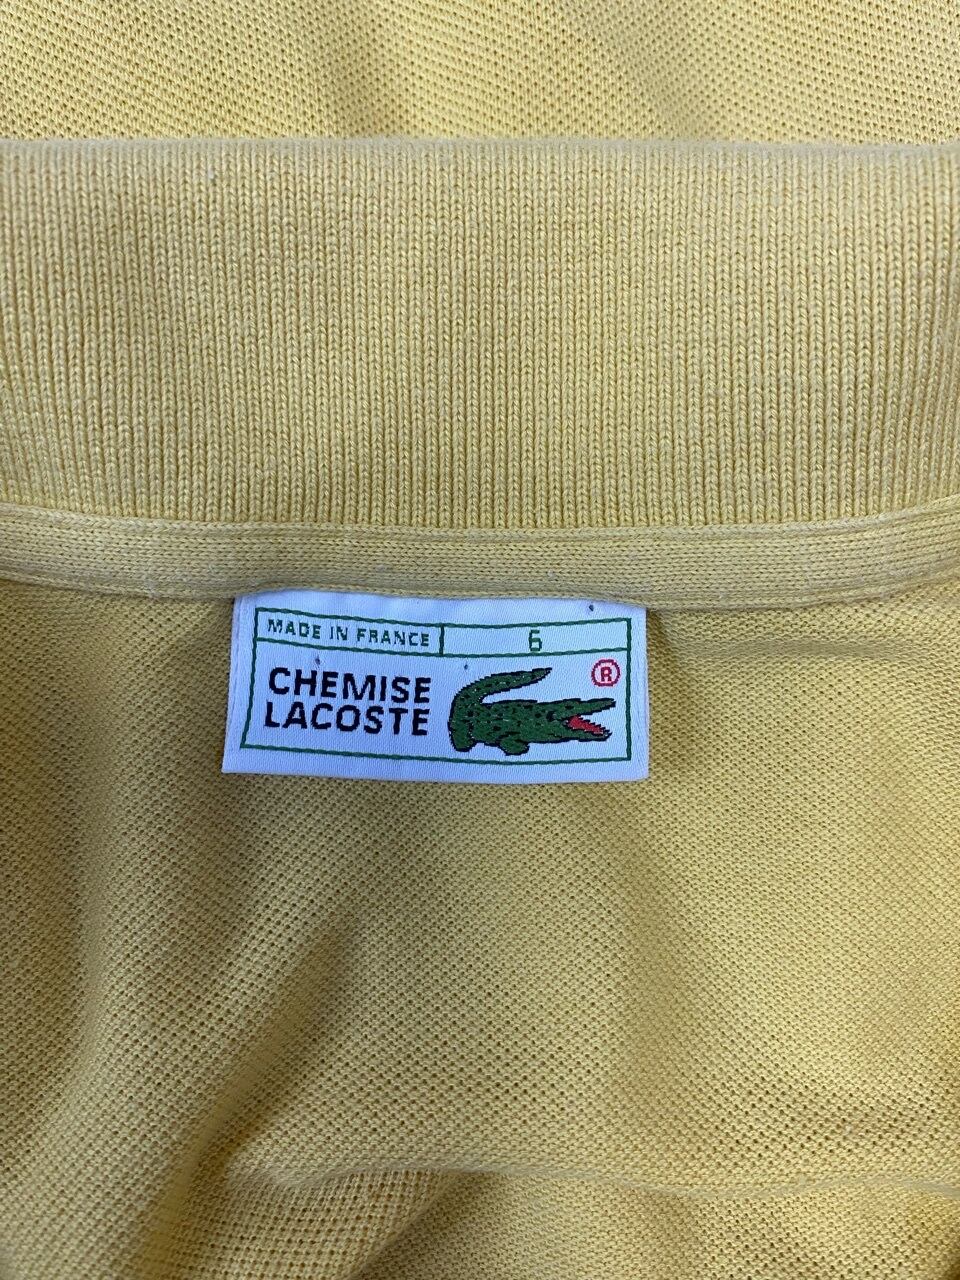 MADE IN FRANCE 6
CHEMISE
LACOSTE
®